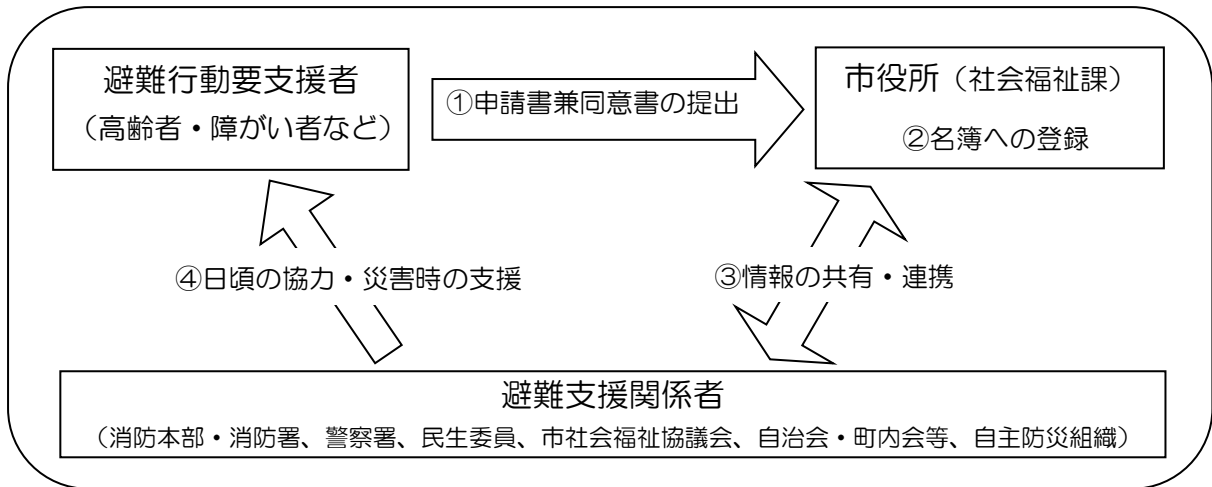 避難行動要支援者
（高齢者・障がい者など）
①申請書兼同意書の提出
市役所（社会福祉課）
②名簿への登録
④日頃の協力・災害時の支援
③情報の共有・連携
避難支援関係者
（消防本部・消防署、警察署、民生委員、市社会福祉協議会、自治会・町内会等、自主防災組織）